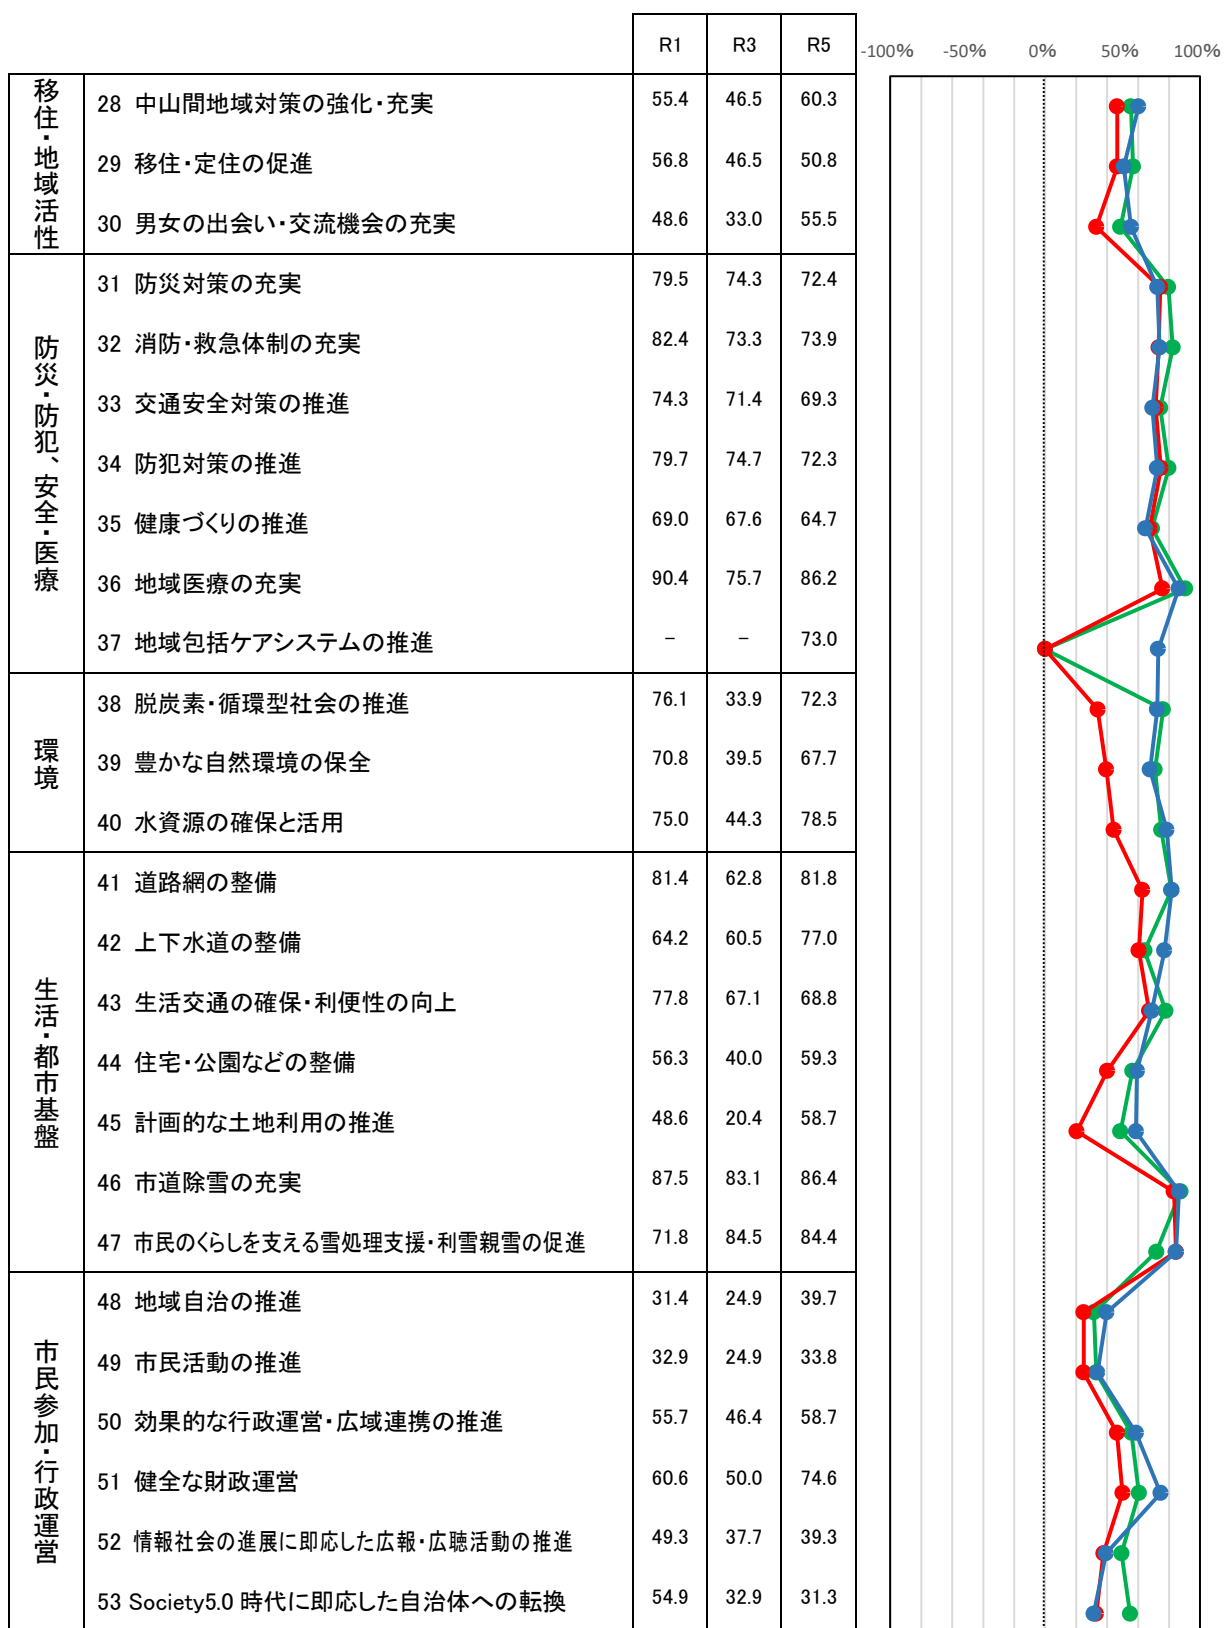 R1 R3 R5 -100% -50% 0% 50% 100%
移住・地域活性
28 中山間地域対策の強化・充実 55.4 46.5 60.3
29 移住・定住の促進 56.8 46.5 50.8
30 男女の出会い・交流機会の充実 48.6 33.0 55.5
防災・防犯、安全・医療
31 防災対策の充実 79.5 74.3 72.4
32 消防・救急体制の充実 82.4 73.3 73.9
33 交通安全対策の推進 74.3 71.4 69.3
34 防犯対策の推進 79.7 74.7 72.3
35 健康づくりの推進 69.0 67.6 64.7
36 地域医療の充実 90.4 75.7 86.2
37 地域包括ケアシステムの推進 － － 73.0
環境
38 脱炭素・循環型社会の推進 76.1 33.9 72.3
39 豊かな自然環境の保全 70.8 39.5 67.7
40 水資源の確保と活用 75.0 44.3 78.5
生活・都市基盤
41 道路網の整備 81.4 62.8 81.8
42 上下水道の整備 64.2 60.5 77.0
43 生活交通の確保・利便性の向上 77.8 67.1 68.8
44 住宅・公園などの整備 56.3 40.0 59.3
45 計画的な土地利用の推進 48.6 20.4 58.7
46 市道除雪の充実 87.5 83.1 86.4
47 市民のくらしを支える雪処理支援・利雪親雪の促進 71.8 84.5 84.4
市民参加・行政運営
48 地域自治の推進 31.4 24.9 39.7
49 市民活動の推進 32.9 24.9 33.8
50 効果的な行政運営・広域連携の推進 55.7 46.4 58.7
51 健全な財政運営 60.6 50.0 74.6
52 情報社会の進展に即応した広報・広聴活動の推進 49.3 37.7 39.3
53 Society5.0 時代に即応した自治体への転換 54.9 32.9 31.3